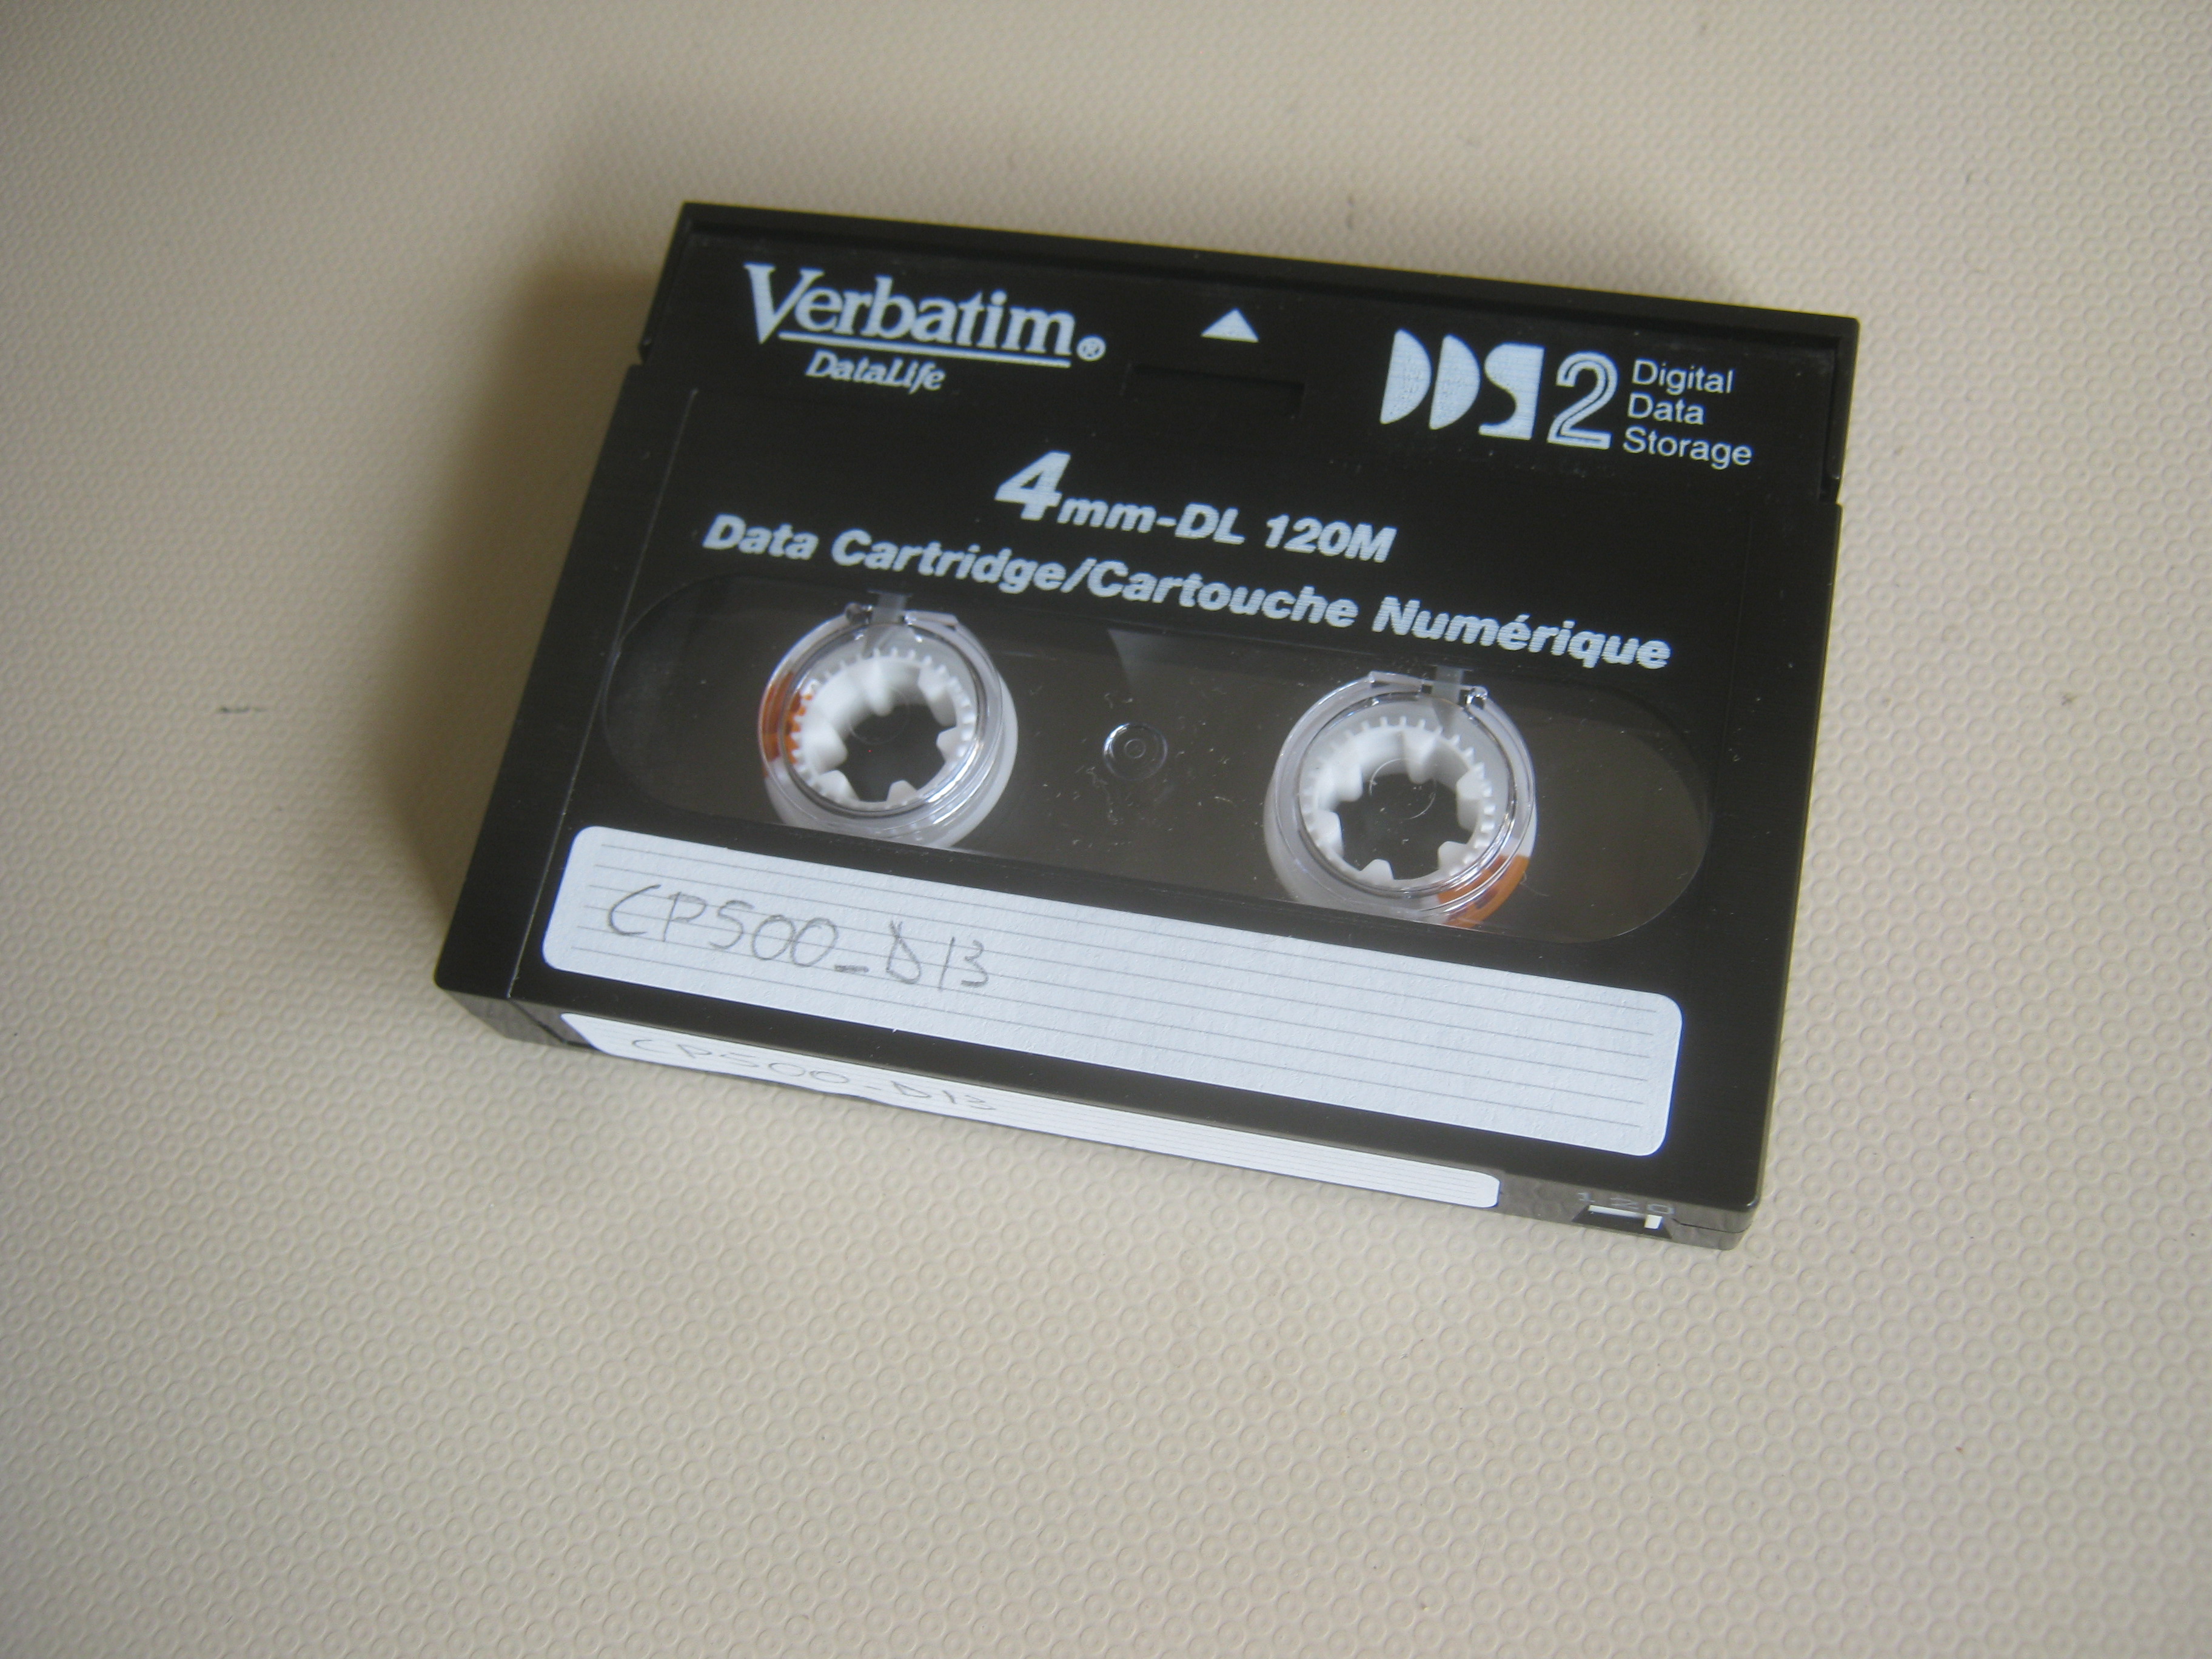 Verbatim®
DataLife
DDS2 Digital
Data
Storage
4mm-DL 120M
Data Cartridge/Cartouche Numérique
CP500_D13
CP500_D13
120